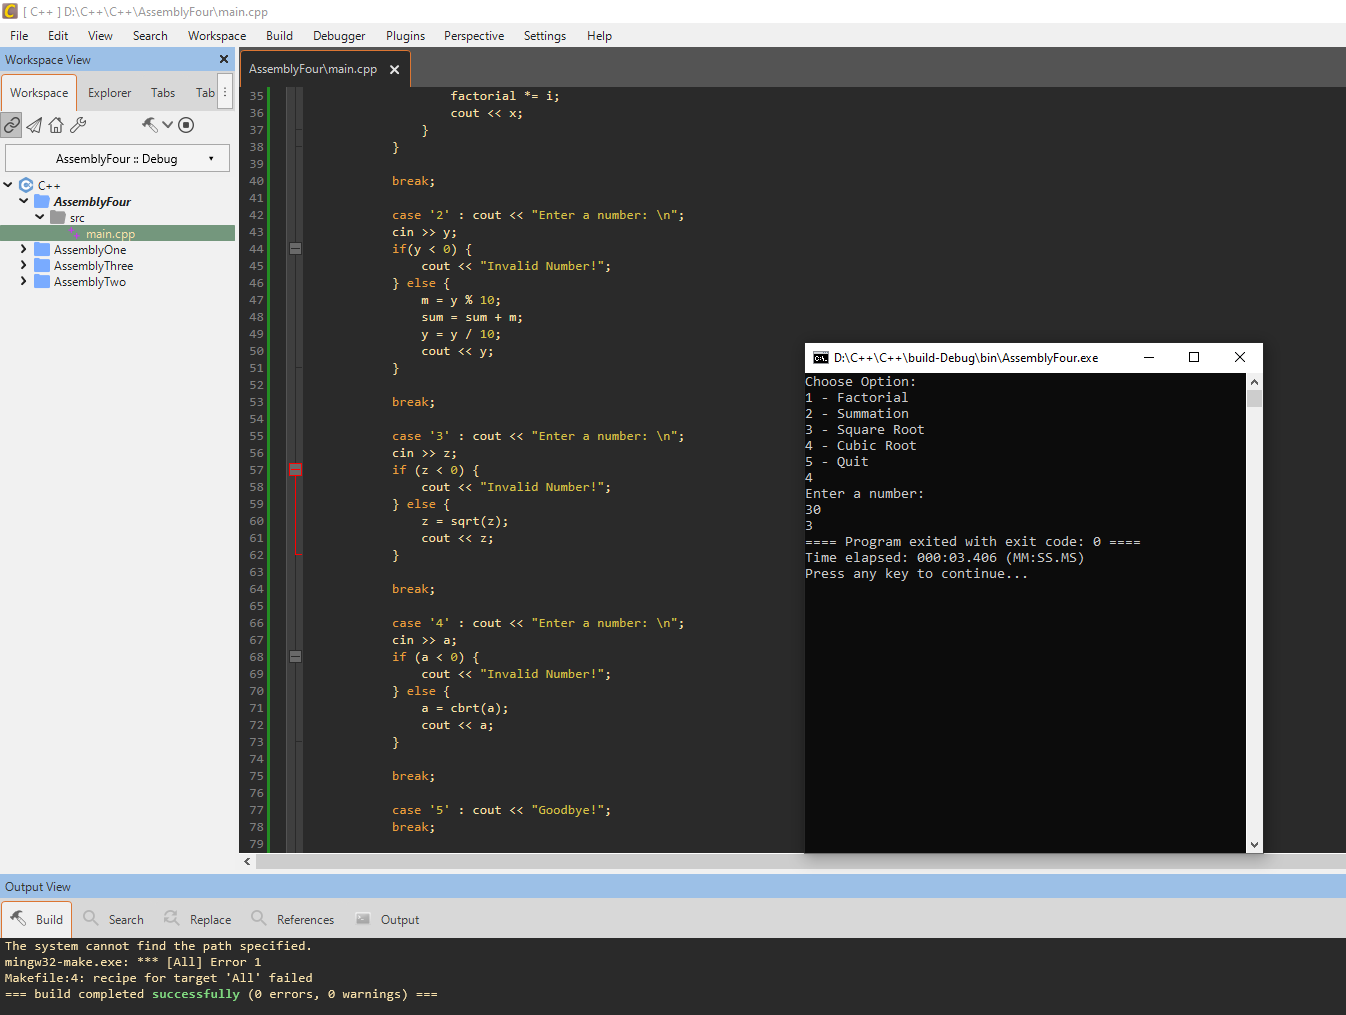 [ C++ ] D:\C++\C++\AssemblyFour\main.cpp
File Edit View Search Workspace Build Debugger Plugins Perspective Settings Help
Workspace View
Workspace Explorer Tabs Tab
AssemblyFour :: Debug
C++
AssemblyFour
src
main.cpp
AssemblyOne
AssemblyThree
AssemblyTwo
AssemblyFour\main.cpp
35 factorial *= i;
36 cout << x;
37 }
38 }
39
40 break;
41
42 case '2' : cout << "Enter a number: \n";
43 cin >> y;
44 if(y < 0) {
45 cout << "Invalid Number!";
46 } else {
47 m = y % 10;
48 sum = sum + m;
49 y = y / 10;
50 cout << y;
51 }
52
53 break;
54
55 case '3' : cout << "Enter a number: \n";
56 cin >> z;
57 if (z < 0) {
58 cout << "Invalid Number!";
59 } else {
60 z = sqrt(z);
61 cout << z;
62 }
63
64 break;
65
66 case '4' : cout << "Enter a number: \n";
67 cin >> a;
68 if (a < 0) {
69 cout << "Invalid Number!";
70 } else {
71 a = cbrt(a);
72 cout << a;
73 }
74
75 break;
76
77 case '5' : cout << "Goodbye!";
78 break;
79
D:\C++\C++\build-Debug\bin\AssemblyFour.exe
Choose Option:
1 - Factorial
2 - Summation
3 - Square Root
4 - Cubic Root
5 - Quit
4
Enter a number:
30
3
==== Program exited with exit code: 0 ====
Time elapsed: 000:03.406 (MM:SS.MS)
Press any key to continue...
Output View
Build Search Replace References Output
The system cannot find the path specified.
mingw32-make.exe: *** [All] Error 1
Makefile:4: recipe for target 'All' failed
=== build completed successfully (0 errors, 0 warnings) ===